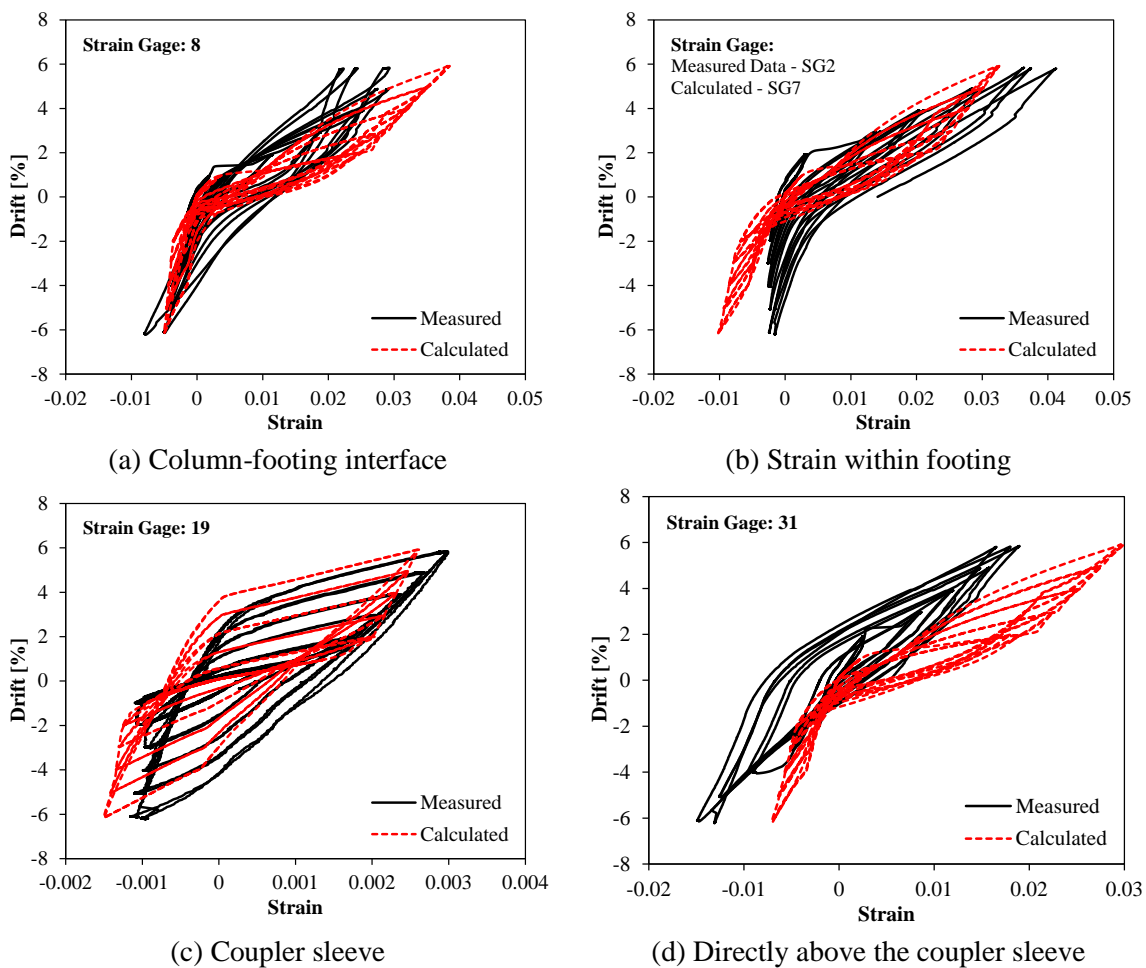 8
6
4
2
0
-2
-4
-6
-8
Drift [%]
Strain Gage: 8
Measured
Calculated
-0.02 -0.01 0 0.01 0.02 0.03 0.04 0.05
Strain
(a) Column-footing interface
8
6
4
2
0
-2
-4
-6
-8
Drift [%]
Strain Gage:
Measured Data - SG2
Calculated - SG7
Measured
Calculated
-0.02 -0.01 0 0.01 0.02 0.03 0.04 0.05
Strain
(b) Strain within footing
8
6
4
2
0
-2
-4
-6
-8
Drift [%]
Strain Gage: 19
Measured
Calculated
-0.002 -0.001 0 0.001 0.002 0.003 0.004
Strain
(c) Coupler sleeve
8
6
4
2
0
-2
-4
-6
-8
Drift [%]
Strain Gage: 31
Measured
Calculated
-0.02 -0.01 0 0.01 0.02 0.03
Strain
(d) Directly above the coupler sleeve